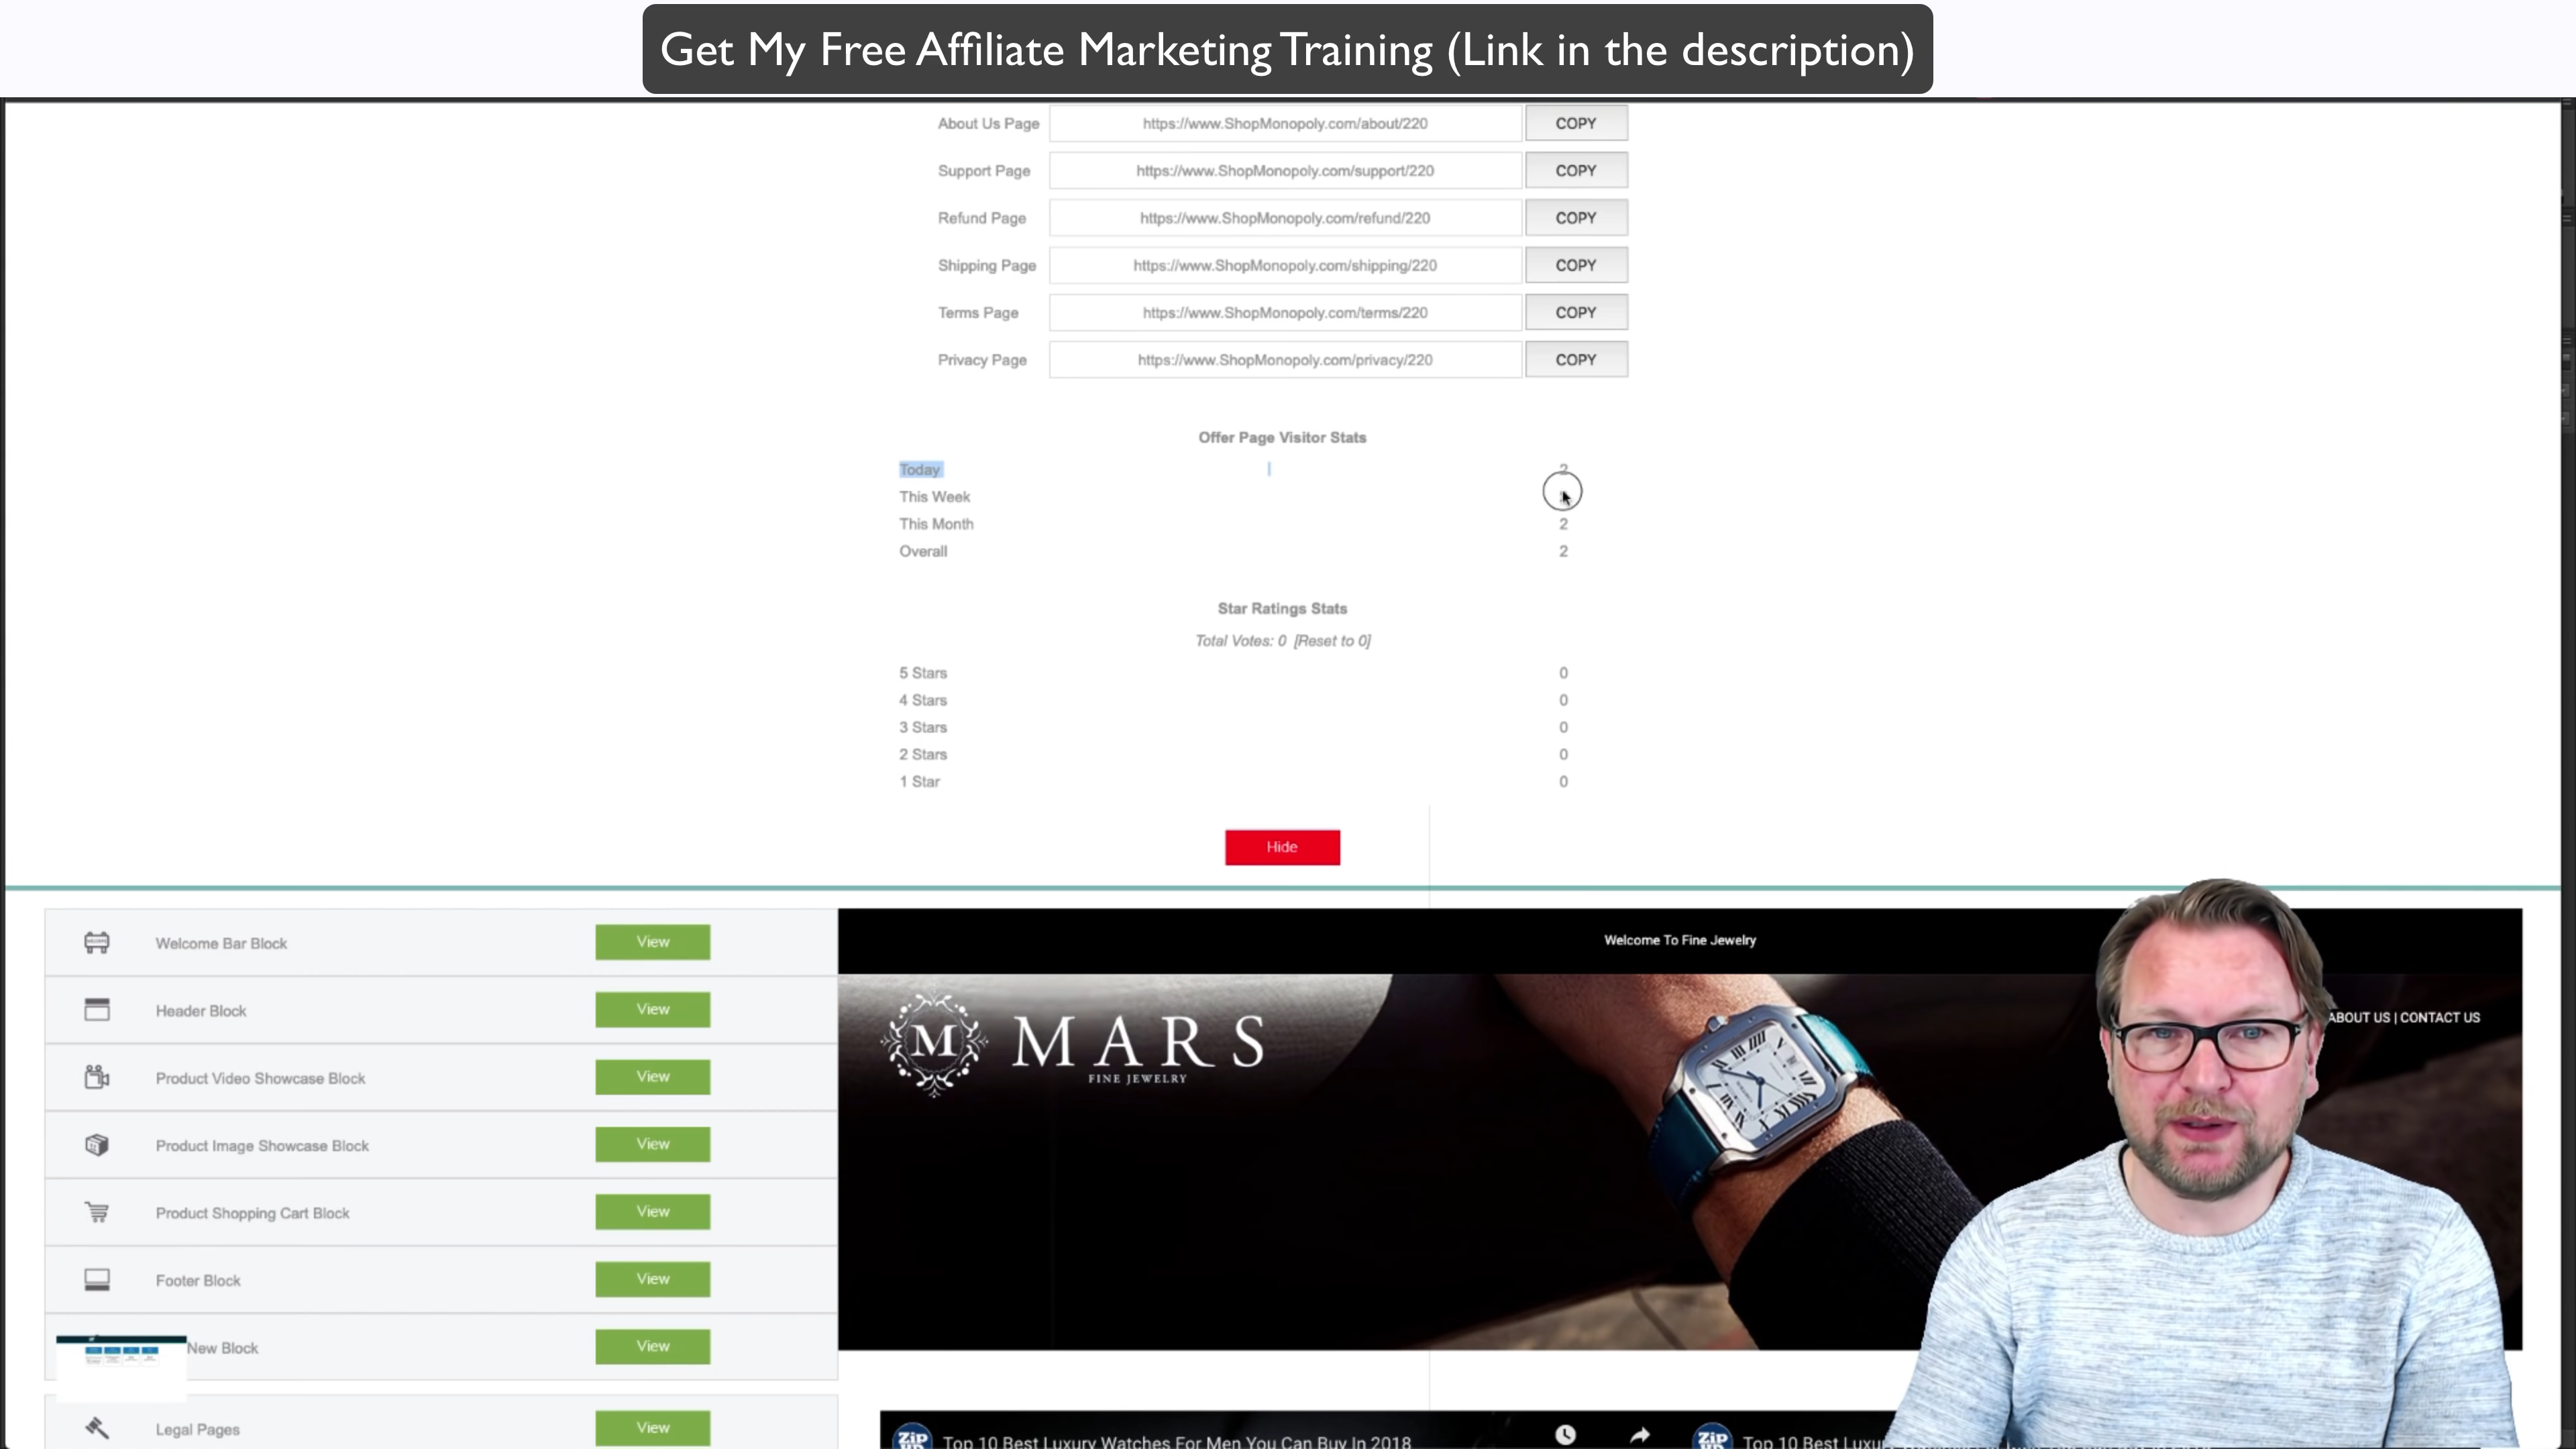 Get My Free Affiliate Marketing Training (Link in the description)
About Us Page https://www.ShopMonopoly.com/about/220 COPY
Support Page https://www.ShopMonopoly.com/support/220 COPY
Refund Page https://www.ShopMonopoly.com/refund/220 COPY
Shipping Page https://www.ShopMonopoly.com/shipping/220 COPY
Terms Page https://www.ShopMonopoly.com/terms/220 COPY
Privacy Page https://www.ShopMonopoly.com/privacy/220 COPY
Offer Page Visitor Stats
Today 2
This Week
This Month 2
Overall 2
Star Ratings Stats
Total Votes: 0 [Reset to 0]
5 Stars 0
4 Stars 0
3 Stars 0
2 Stars 0
1 Star 0
Hide
Welcome Bar Block View
Header Block View
Product Video Showcase Block View
Product Image Showcase Block View
Product Shopping Cart Block View
Footer Block View
New Block View
Legal Pages View
Welcome To Fine Jewelry
M MARS
FINE JEWELRY
ABOUT US | CONTACT US
Zip Top 10 Best Luxury Watches For Men You Can Buy In 2018
Zip Top 10 Best